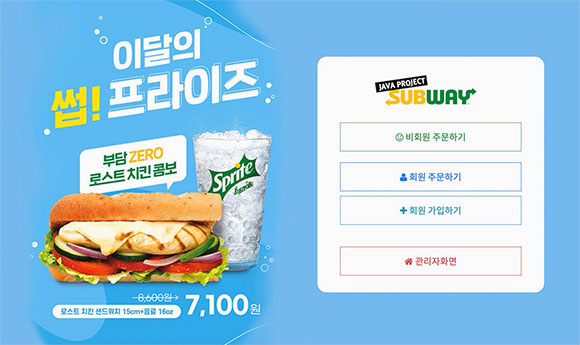 이달의
썹! 프라이즈
부담 ZERO
로스트 치킨 콤보
Sprite
8,600원→
7,100원
로스트 치킨 샌드위치 15cm+음료 16oz
JAVA PROJECT
SUBWAY
비회원 주문하기
회원 주문하기
+ 회원 가입하기
관리자화면